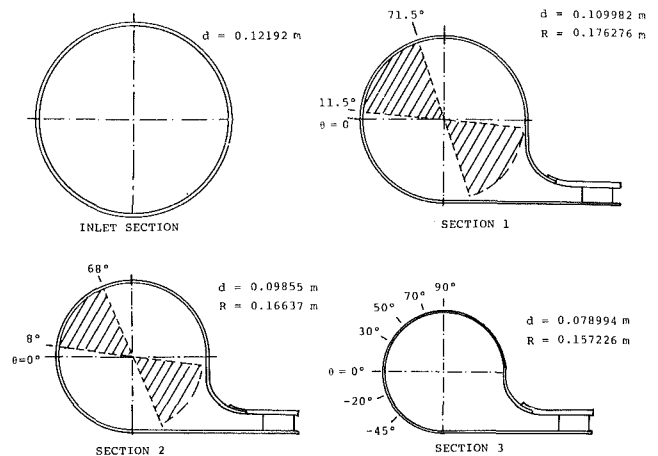 d = 0.12192 m
INLET SECTION
71.5°
d = 0.109982 m
R = 0.176276 m
11.5°
θ = 0
SECTION 1
68°
d = 0.09855 m
R = 0.16637 m
8°
θ=0°
SECTION 2
90°
70°
50°
30°
d = 0.078994 m
R = 0.157226 m
θ = 0°
-20°
-45°
SECTION 3